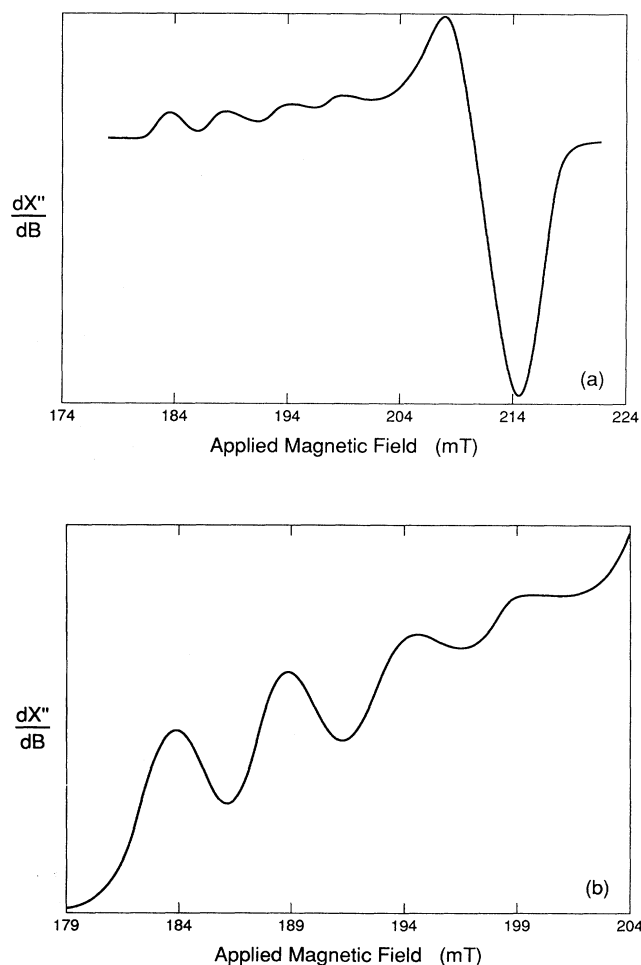 dX"
dB
(a)
174 184 194 204 214 224
Applied Magnetic Field (mT)
dX"
dB
(b)
179 184 189 194 199 204
Applied Magnetic Field (mT)